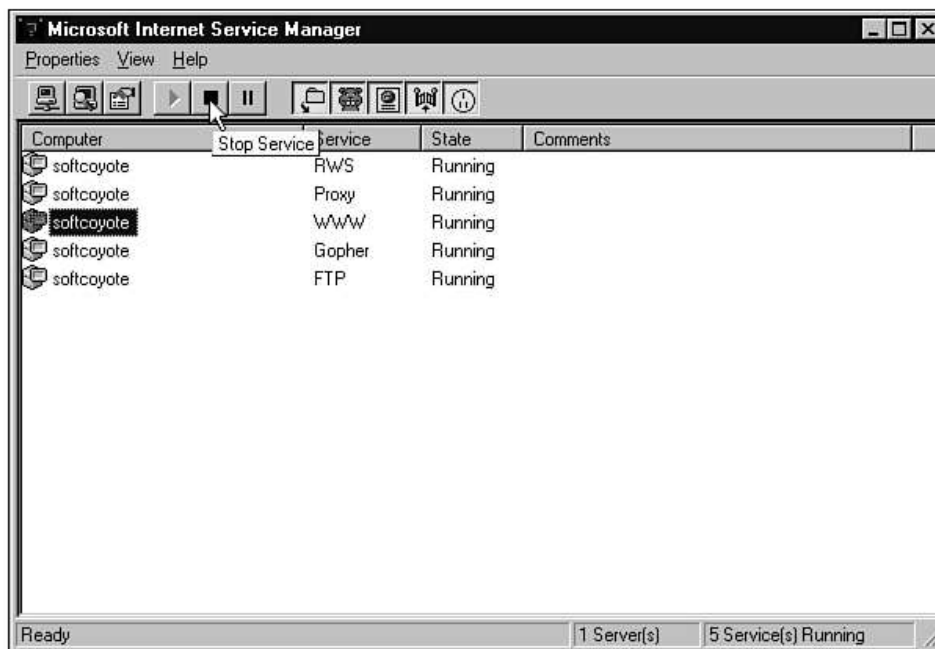 Microsoft Internet Service Manager
Properties View Help
Computer Service State Comments
Stop Service
softcoyote RWS Running
softcoyote Proxy Running
softcoyote WWW Running
softcoyote Gopher Running
softcoyote FTP Running
Ready 1 Server(s) 5 Service(s) Running